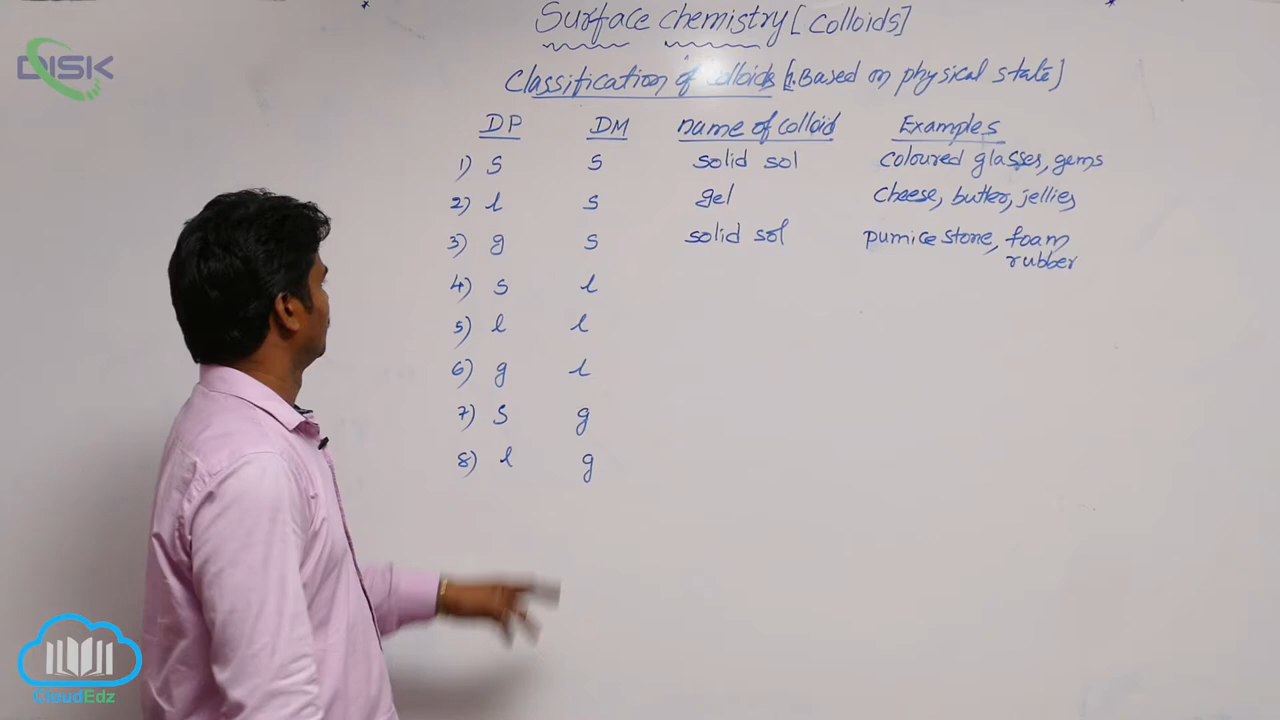 Surface chemistry [colloids]
DISK
Classification of colloids [1. Based on physical state]
DP DM name of colloid Examples
1) s s solid sol coloured glasses, gems
2) l s gel cheese, butter, jellies
3) g s solid sol pumice stone, foam
rubber
4) s l
5) l l
6) g l
7) s g
8) l g
CloudEdz